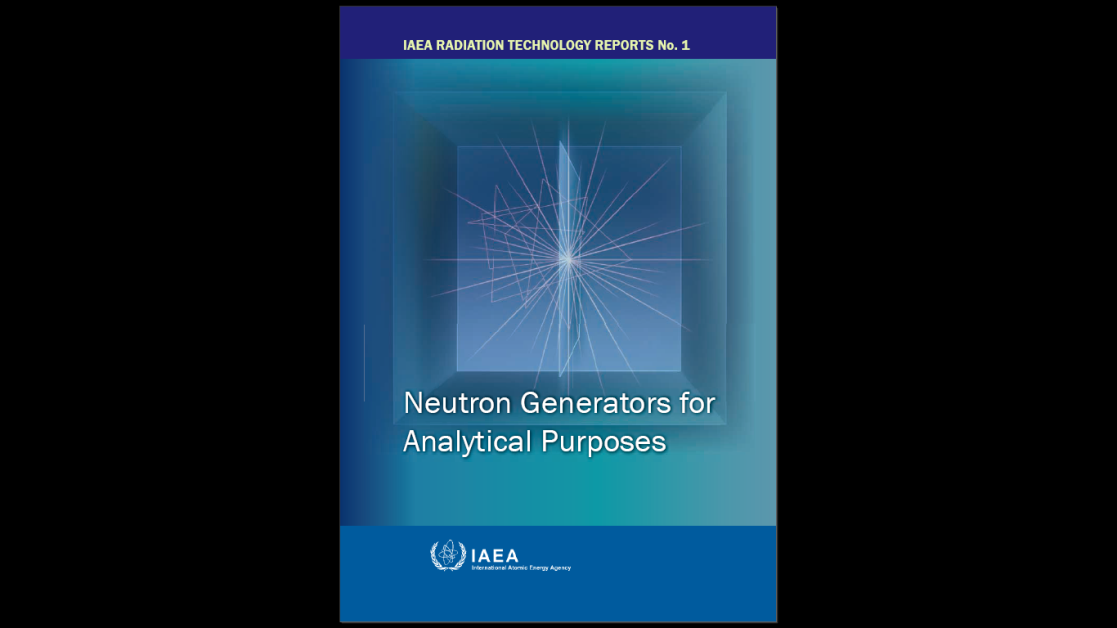 IAEA RADIATION TECHNOLOGY REPORTS No. 1
Neutron Generators for
Analytical Purposes
IAEA
International Atomic Energy Agency